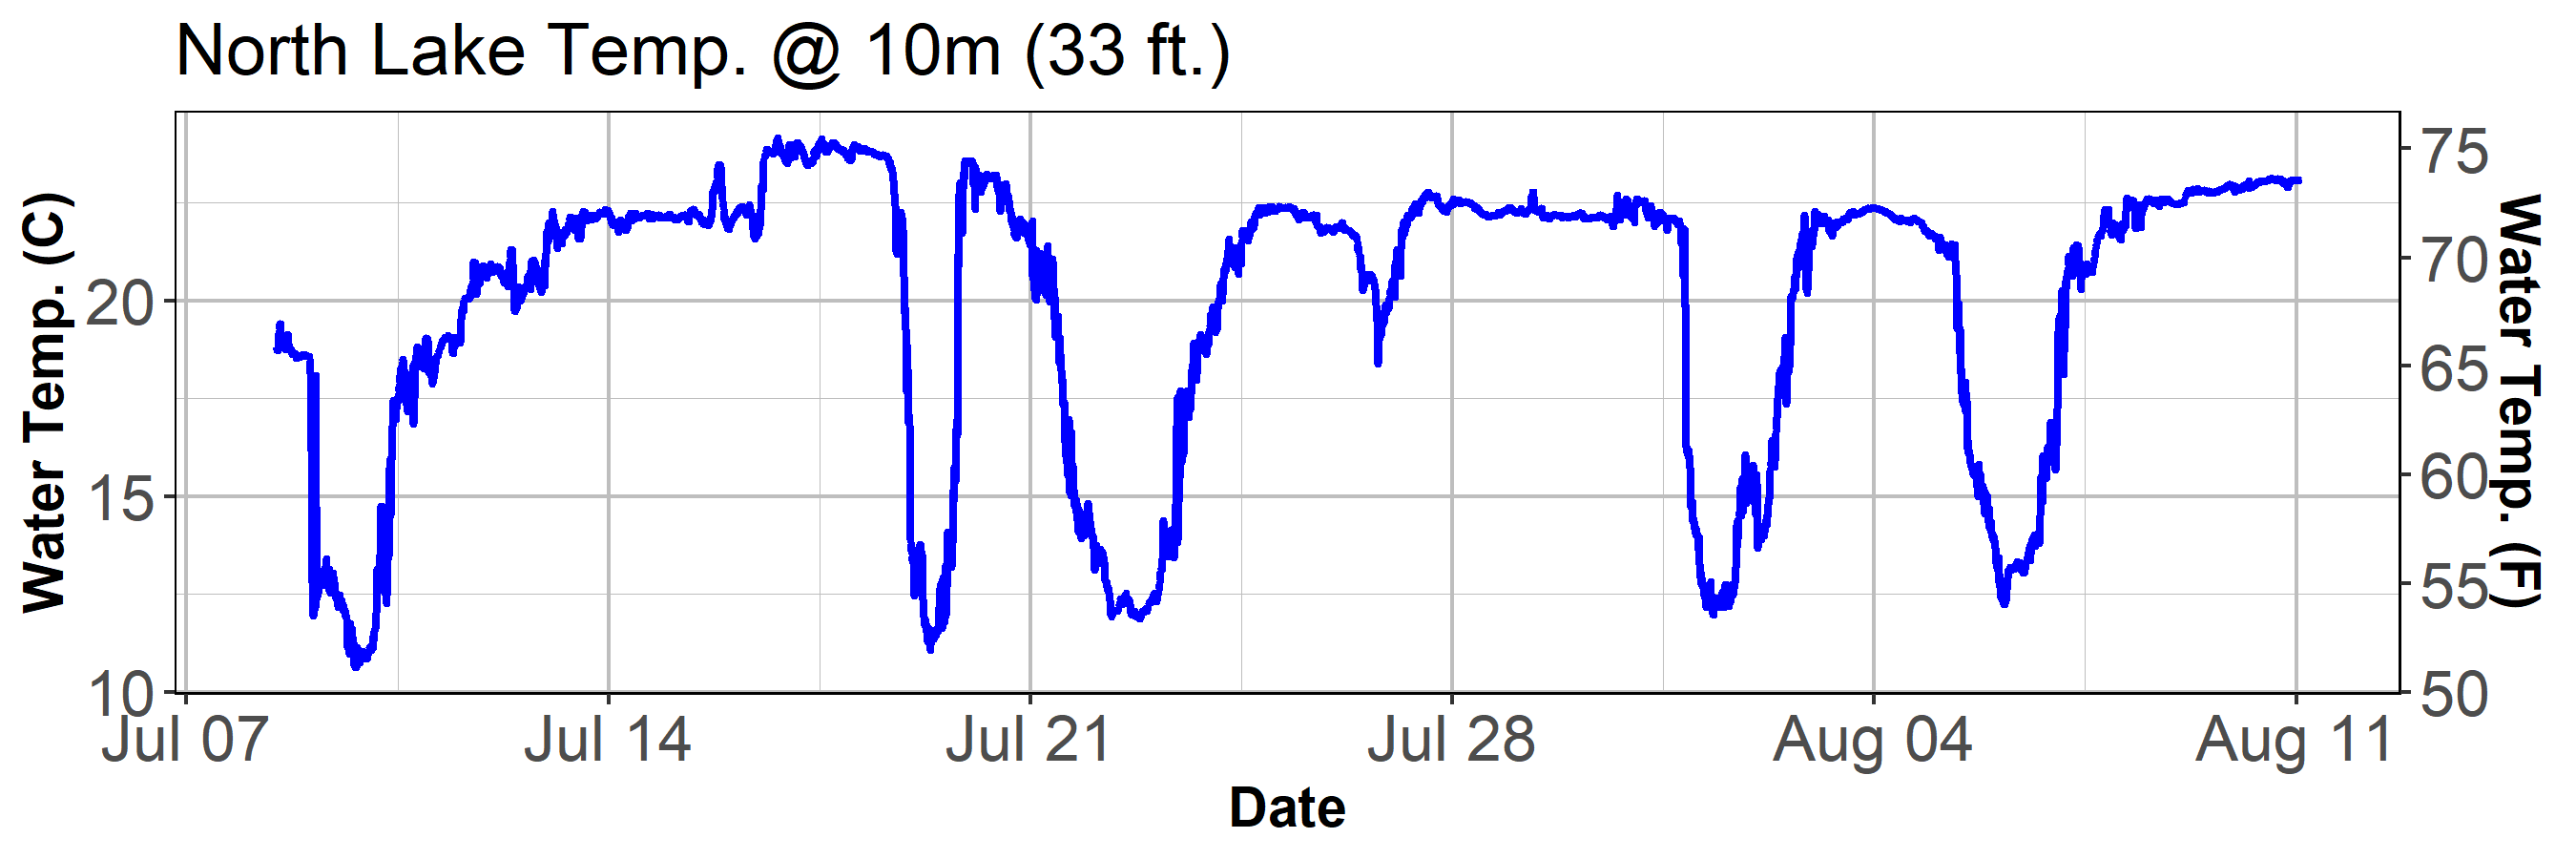 North Lake Temp. @ 10m (33 ft.)
Water Temp. (C)
20
15
10
75
70
65
60
55
50
Water Temp. (F)
Jul 07
Jul 14
Jul 21
Jul 28
Aug 04
Aug 11
Date